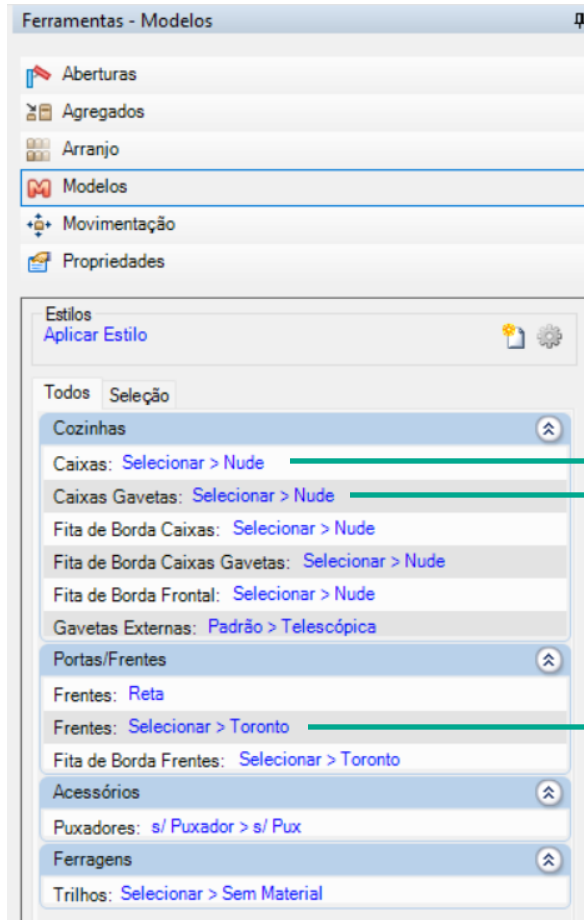 Ferramentas - Modelos
Aberturas
Agregados
Arranjo
Modelos
Movimentação
Propriedades
Estilos
Aplicar Estilo
Todos Seleção
Cozinhas
Caixas: Selecionar > Nude
Caixas Gavetas: Selecionar > Nude
Fita de Borda Caixas: Selecionar > Nude
Fita de Borda Caixas Gavetas: Selecionar > Nude
Fita de Borda Frontal: Selecionar > Nude
Gavetas Externas: Padrão > Telescópica
Portas/Frentes
Frentes: Reta
Frentes: Selecionar > Toronto
Fita de Borda Frentes: Selecionar > Toronto
Acessórios
Puxadores: s/ Puxador > s/ Pux
Ferragens
Trilhos: Selecionar > Sem Material